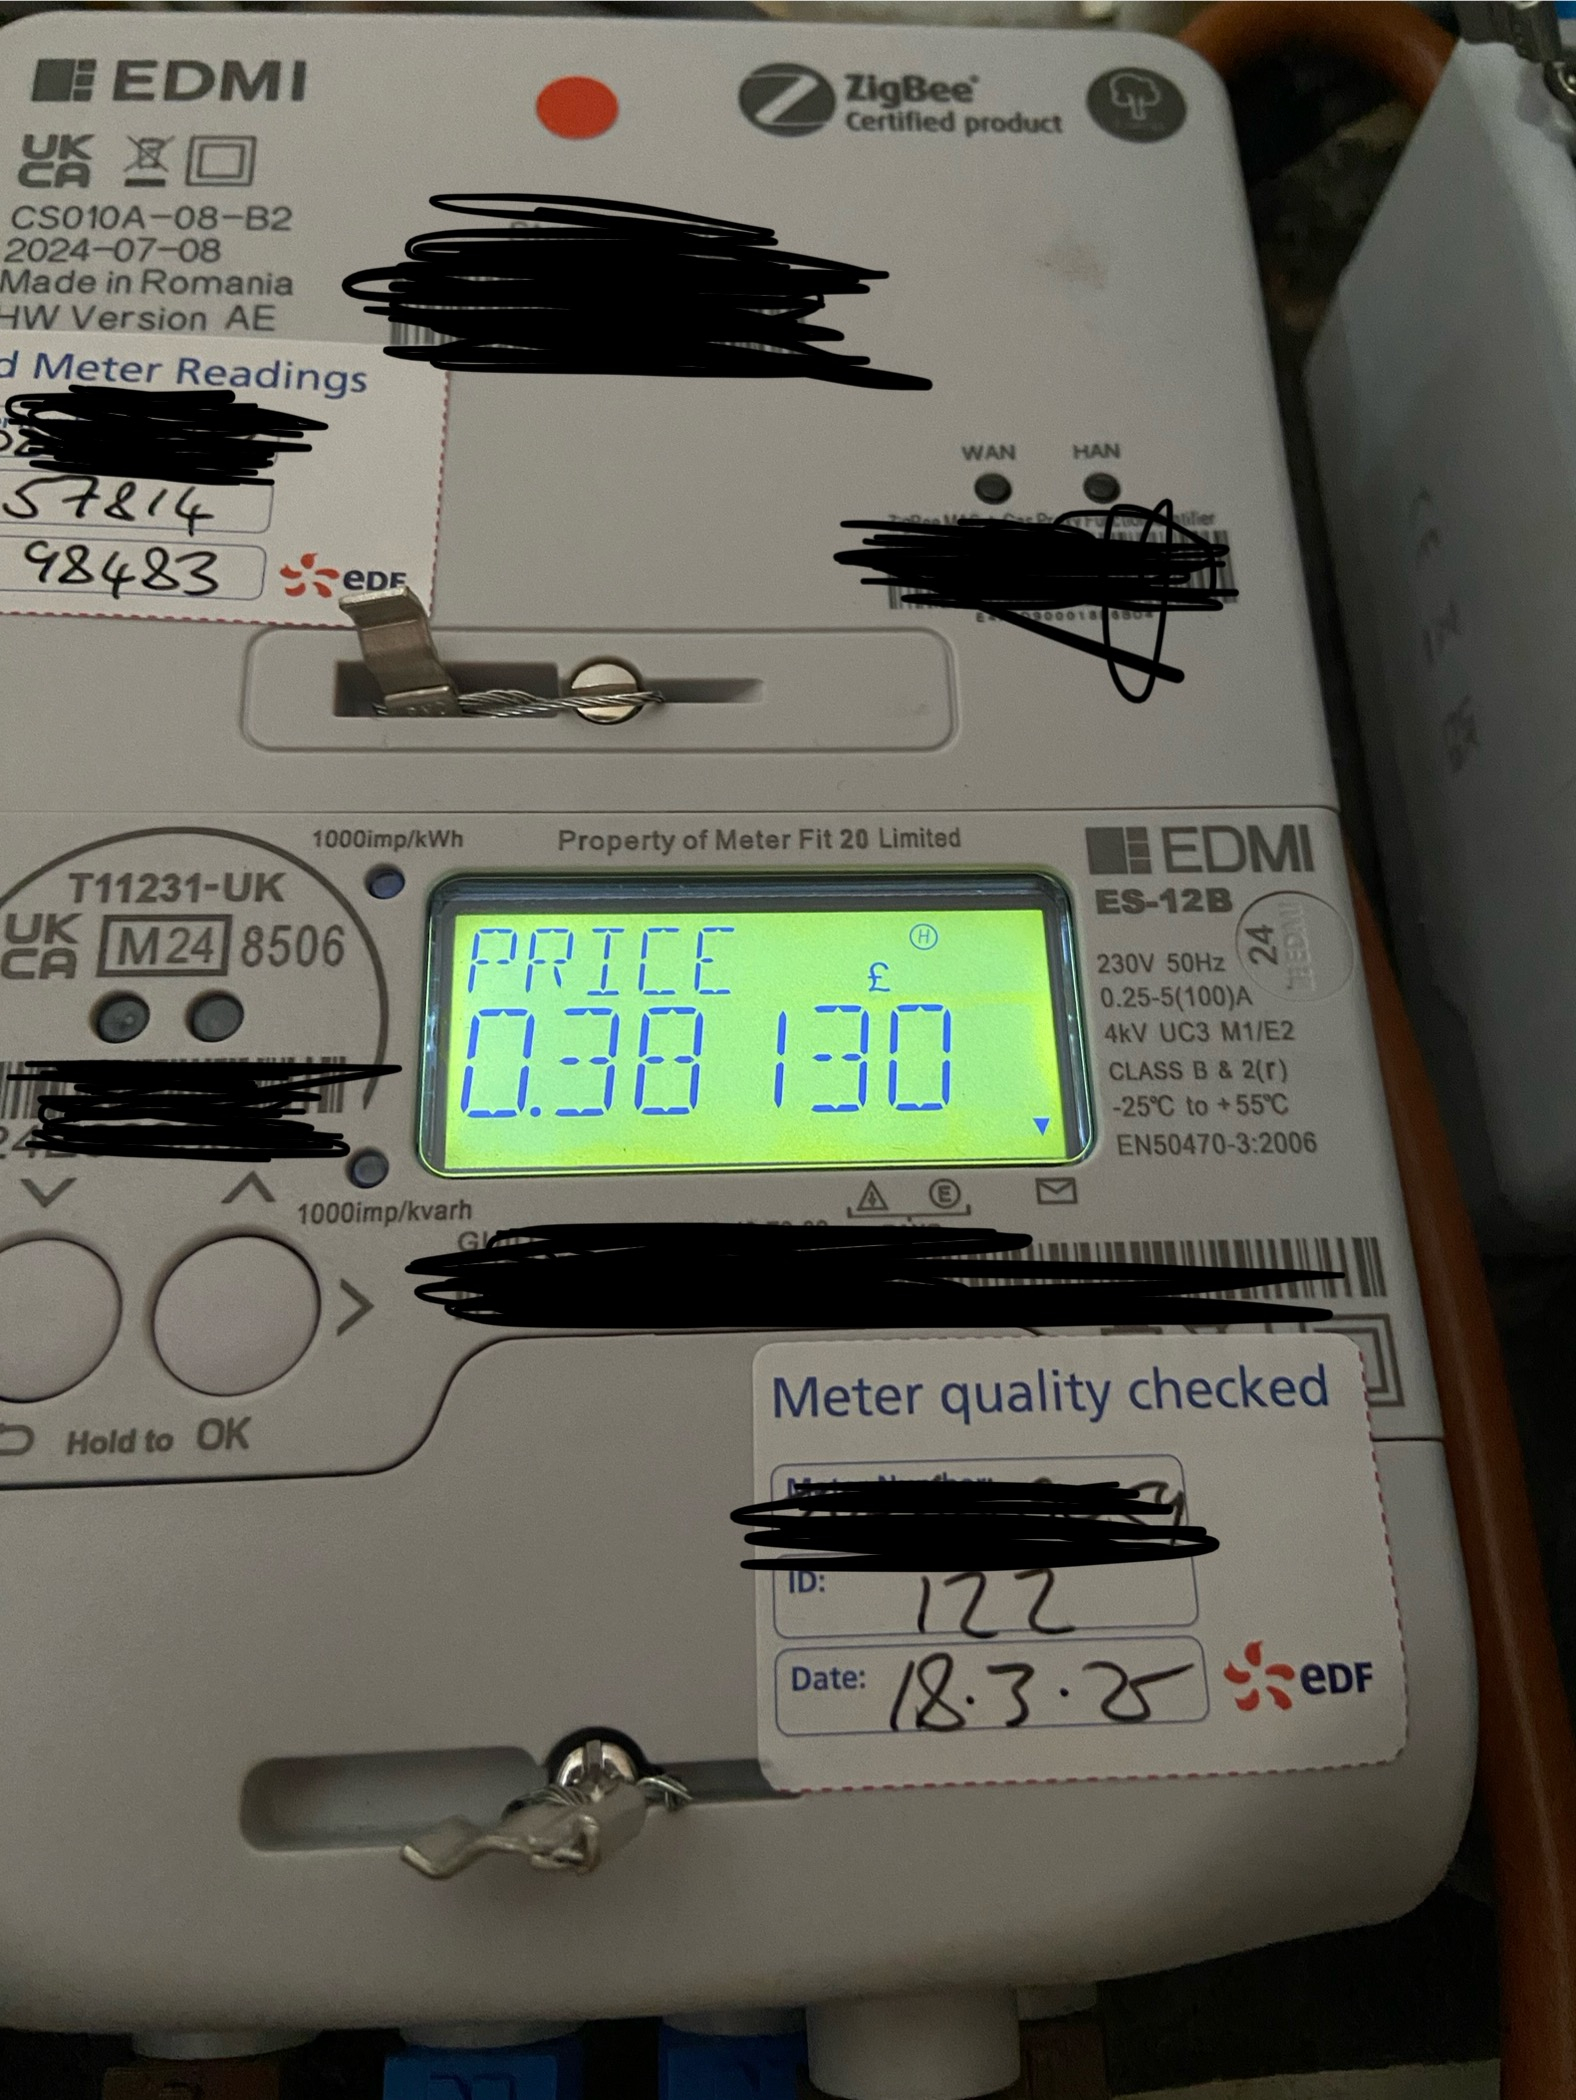 EDMI
ZigBee®
Certified product
UK
CA
CS010A-08-B2
2024-07-08
Made in Romania
HW Version AE
d Meter Readings
57814
98483
eDF
WAN HAN
1000imp/kWh
Property of Meter Fit 20 Limited
EDMI
ES-12B
T11231-UK
UK
CA
M24 8506
24
EDMI
230V 50Hz
0.25-5(100)A
4kV UC3 M1/E2
CLASS B & 2(r)
-25°C to +55°C
EN50470-3:2006
PRICE
H
£
0.38 130
E
1000imp/kvarh
Hold to OK
Meter quality checked
ID: 122
Date: 18.3.25
eDF